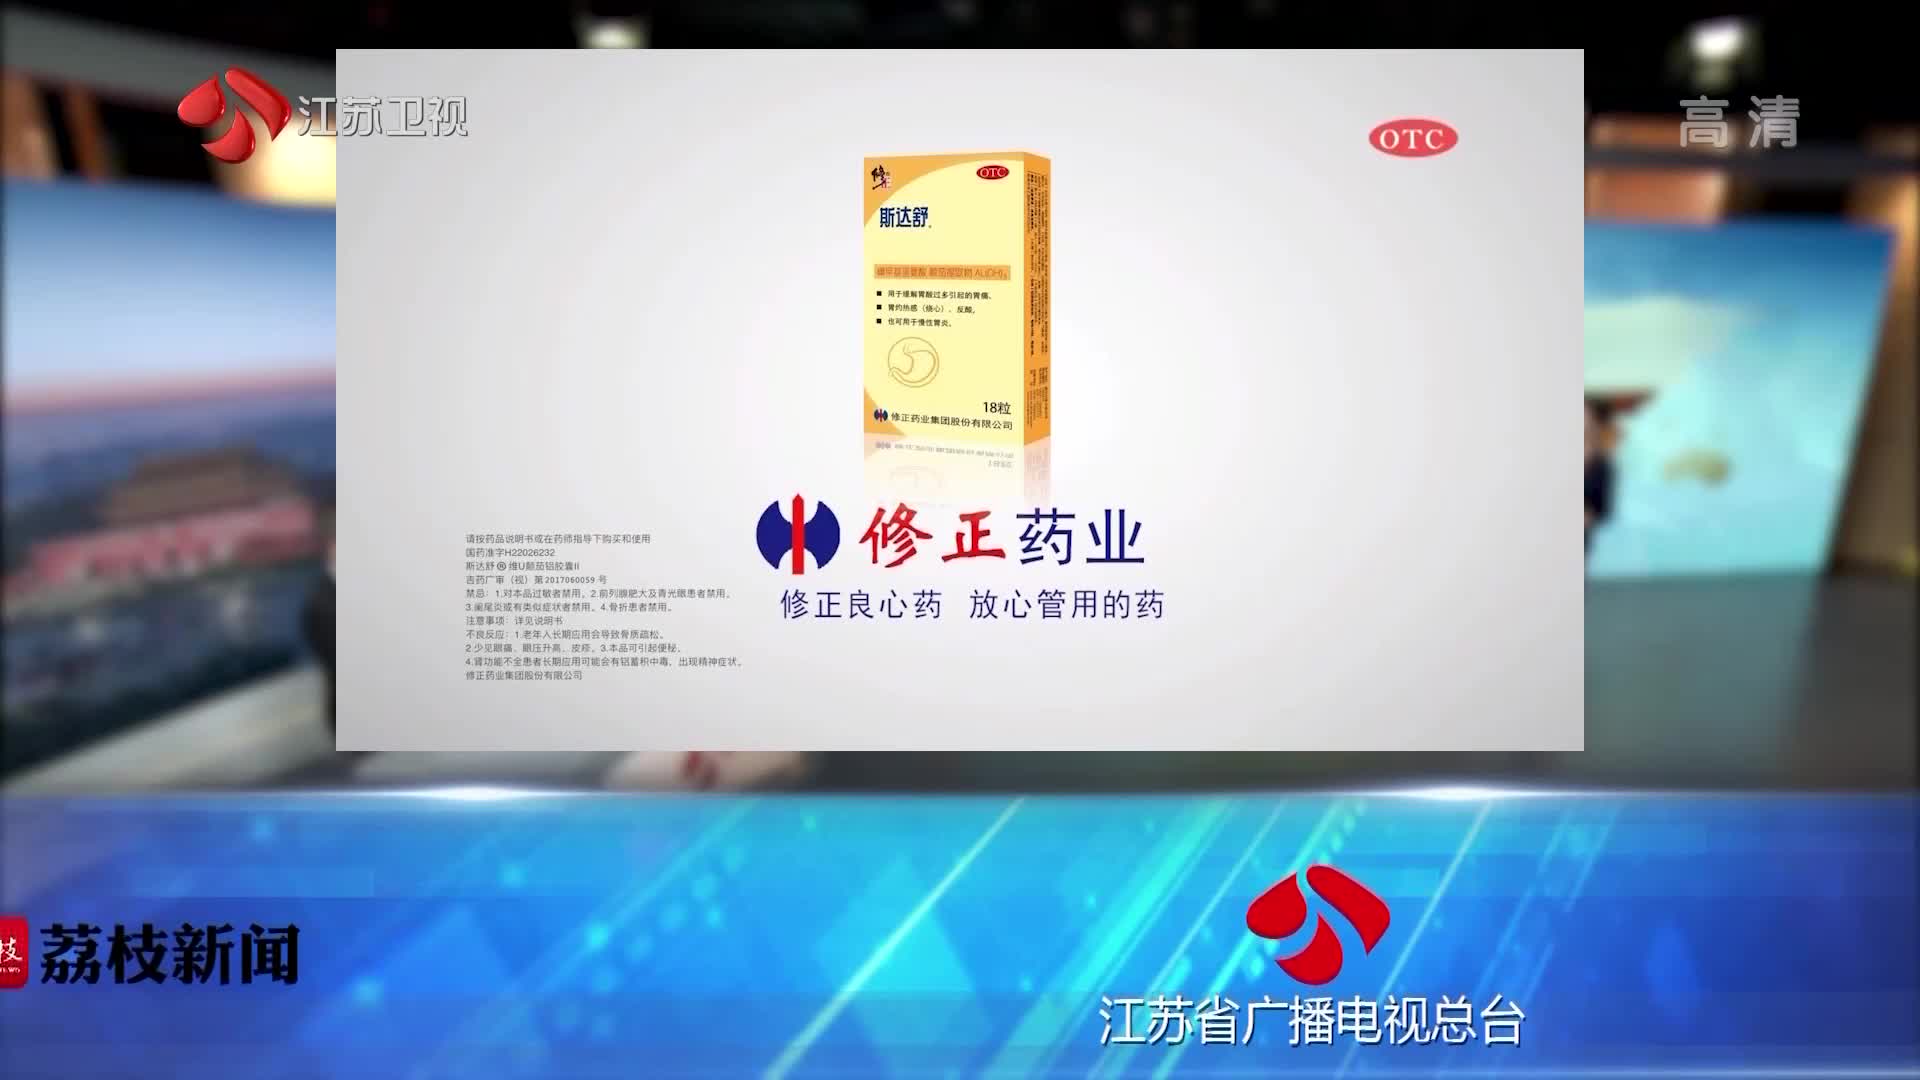 江苏卫视
高清
OTC
修正
OTC
斯达舒
用于缓解胃酸过多引起的胃痛、
胃灼热感（烧心）、反酸，
也可用于慢性胃炎。
18粒
修正药业集团股份有限公司
修正药业
修正良心药 放心管用的药
请按药品说明书或在药师指导下购买和使用
国药准字H22026232
斯达舒®维U颠茄铝胶囊II
吉药广审（视）第2017060059号
禁忌：1.对本品过敏者禁用。2.前列腺肥大及青光眼患者禁用。
3.阑尾炎或有类似症状者禁用。4.骨折患者禁用。
注意事项：详见说明书
不良反应：1.老年人长期应用会导致骨质疏松。
2.少见眼痛、眼压升高、皮疹。3.本品可引起便秘。
4.肾功能不全患者长期应用可能会有铝蓄积中毒，出现精神症状。
修正药业集团股份有限公司
枝
荔枝新闻
江苏省广播电视总台